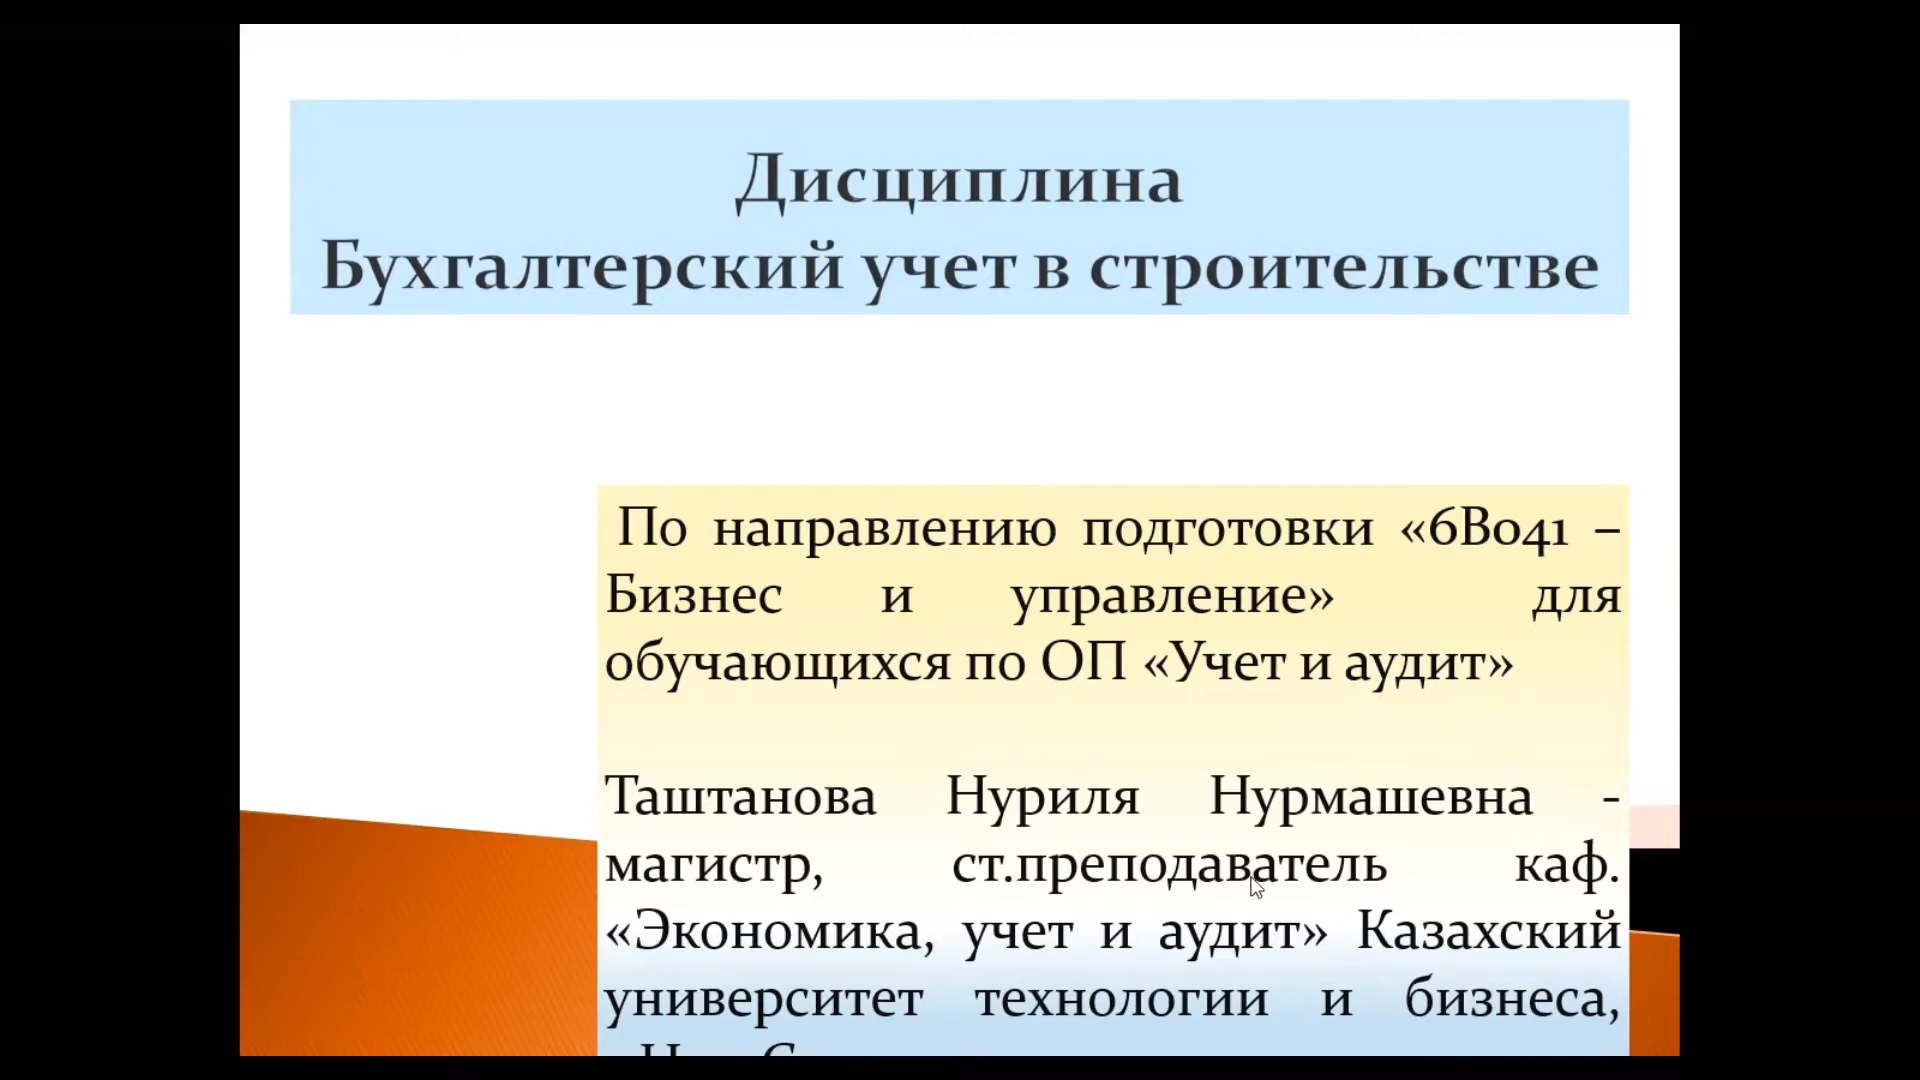 Дисциплина
Бухгалтерский учет в строительстве
По направлению подготовки «6В041 –
Бизнес и управление» для
обучающихся по ОП «Учет и аудит»
Таштанова Нуриля Нурмашевна -
магистр, ст.преподаватель каф.
«Экономика, учет и аудит» Казахский
университет технологии и бизнеса,